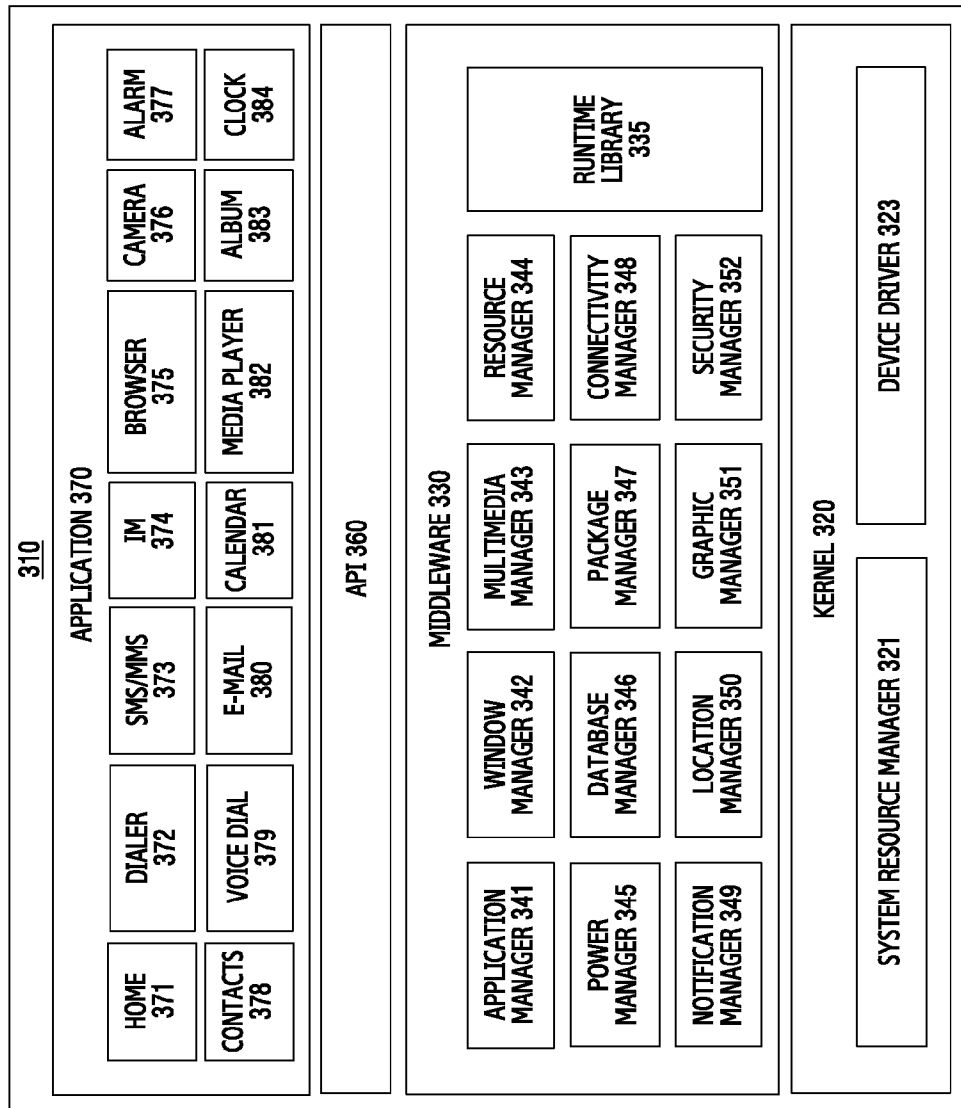 310
APPLICATION 370
HOME
371
DIALER
372
SMS/MMS
373
IM
374
BROWSER
375
CAMERA
376
ALARM
377
CONTACTS
378
VOICE DIAL
379
E-MAIL
380
CALENDAR
381
MEDIA PLAYER
382
ALBUM
383
CLOCK
384
API 360
MIDDLEWARE 330
APPLICATION
MANAGER 341
WINDOW
MANAGER 342
MULTIMEDIA
MANAGER 343
RESOURCE
MANAGER 344
POWER
MANAGER 345
DATABASE
MANAGER 346
PACKAGE
MANAGER 347
CONNECTIVITY
MANAGER 348
NOTIFICATION
MANAGER 349
LOCATION
MANAGER 350
GRAPHIC
MANAGER 351
SECURITY
MANAGER 352
RUNTIME
LIBRARY
335
KERNEL 320
SYSTEM RESOURCE MANAGER 321
DEVICE DRIVER 323